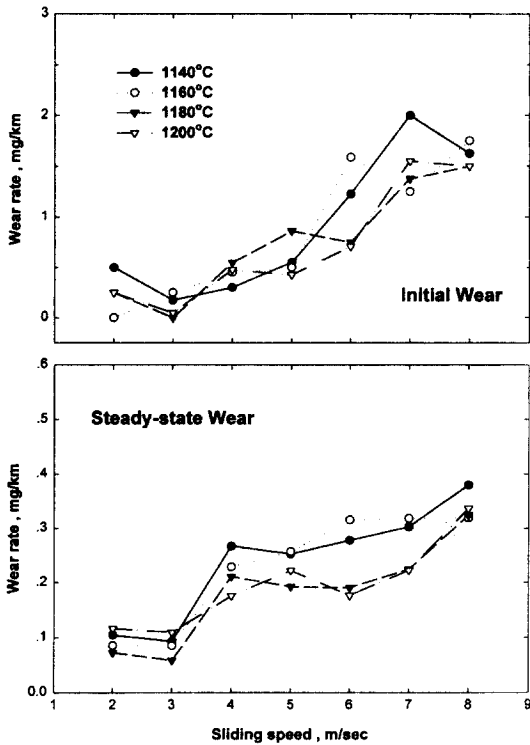 3
2
1
0
Wear rate , mg/km
1140°C
1160°C
1180°C
1200°C
Initial Wear
.6
.5
.4
.3
.2
.1
0.0
Wear rate , mg/km
Steady-state Wear
1 2 3 4 5 6 7 8 9
Sliding speed , m/sec